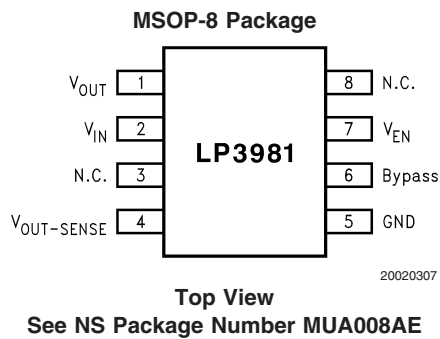 MSOP-8 Package
V_OUT 1 8 N.C.
V_IN 2 7 V_EN
LP3981
N.C. 3 6 Bypass
V_OUT-SENSE 4 5 GND
20020307
Top View
See NS Package Number MUA008AE